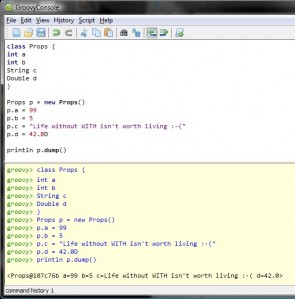 GroovyConsole
File Edit View History Script Help
class Props {
int a
int b
String c
Double d
}
Props p = new Props()
p.a = 99
p.b = 5
p.c = "Life without WITH isn't worth living :-("
p.d = 42.0D
println p.dump()
groovy> class Props {
groovy> int a
groovy> int b
groovy> String c
groovy> Double d
groovy> }
groovy> Props p = new Props()
groovy> p.a = 99
groovy> p.b = 5
groovy> p.c = "Life without WITH isn't worth living :-("
groovy> p.d = 42.0D
groovy> println p.dump()
<Props@107c76b a=99 b=5 c=Life without WITH isn't worth living :-( d=42.0>
command history 1